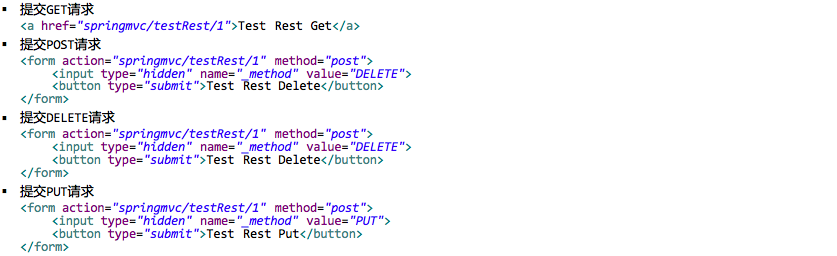 ▪ 提交GET请求
<a href="springmvc/testRest/1">Test Rest Get</a>
▪ 提交POST请求
<form action="springmvc/testRest/1" method="post">
<input type="hidden" name="_method" value="DELETE">
<button type="submit">Test Rest Delete</button>
</form>
▪ 提交DELETE请求
<form action="springmvc/testRest/1" method="post">
<input type="hidden" name="_method" value="DELETE">
<button type="submit">Test Rest Delete</button>
</form>
▪ 提交PUT请求
<form action="springmvc/testRest/1" method="post">
<input type="hidden" name="_method" value="PUT">
<button type="submit">Test Rest Put</button>
</form>